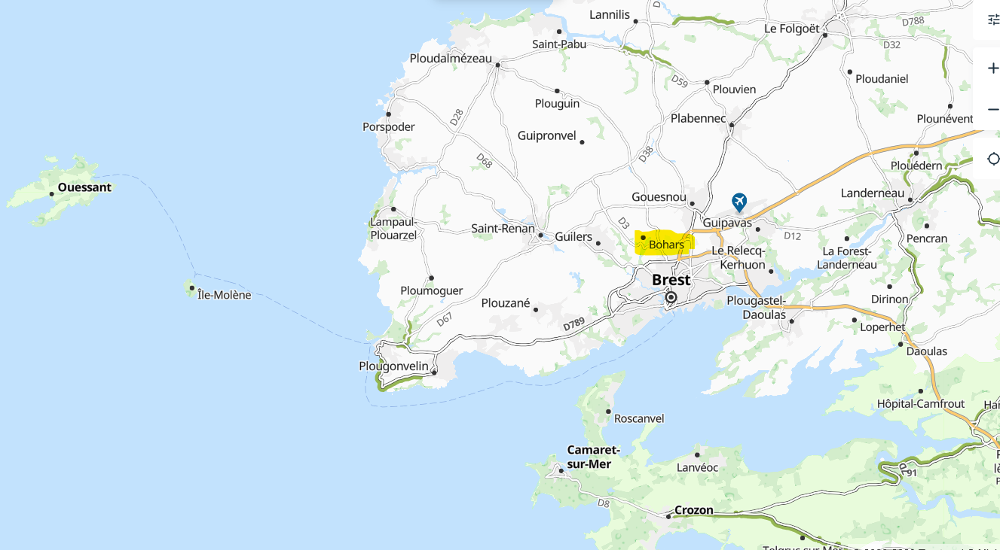 Lannilis
D788
Le Folgoët
Saint-Pabu
D32
Ploudalmézeau
D59
Ploudaniel
Plouvien
Plouguin
Plabennec
Plounévent
D28
Porspoder
Guipronvel
D38
D68
Plouédern
Ouessant
Gouesnou
Landerneau
Lampaul-
Plouarzel
Saint-Renan
D3
Guipavas
Guilers
D12
Pencran
Bohars
Le Relecq-
Kerhuon
La Forest-
Landerneau
Brest
Île-Molène
Ploumoguer
Plouzané
Plougastel-
Daoulas
Dirinon
D67
D789
Loperhet
Daoulas
Plougonvelin
Hôpital-Camfrout
Roscanvel
Camaret-
sur-Mer
Lanvéoc
D8
Crozon